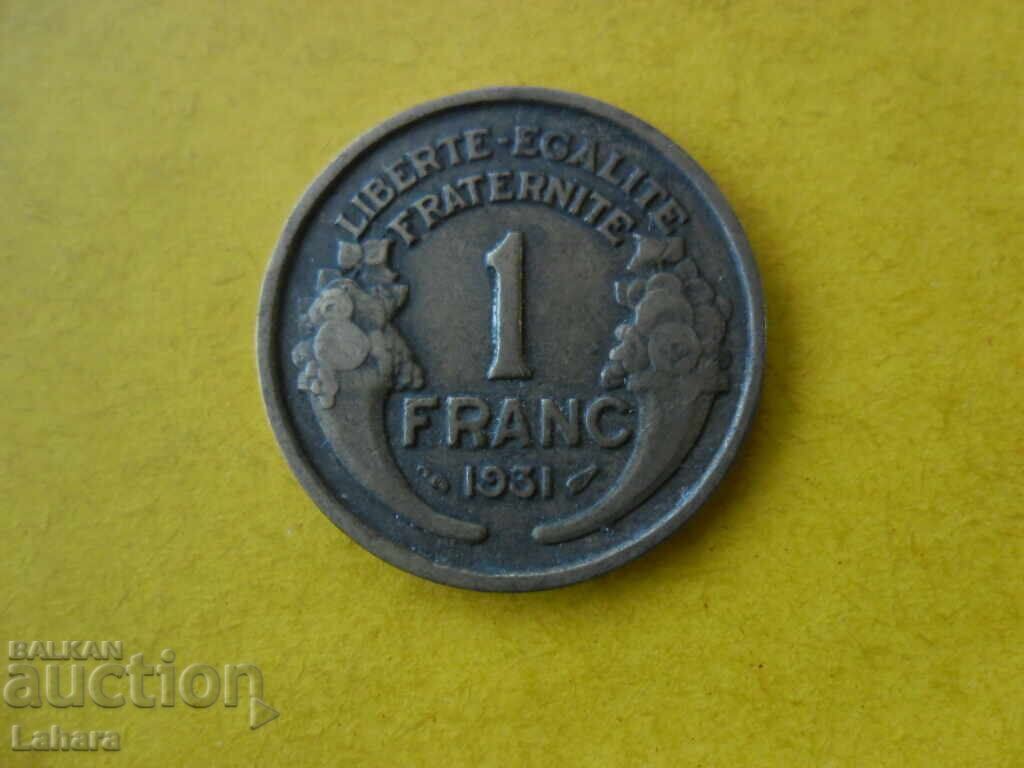 LIBERTE-EGALITE
FRATERNITE
1
FRANC
1931
BALKAN
auction
Lahara